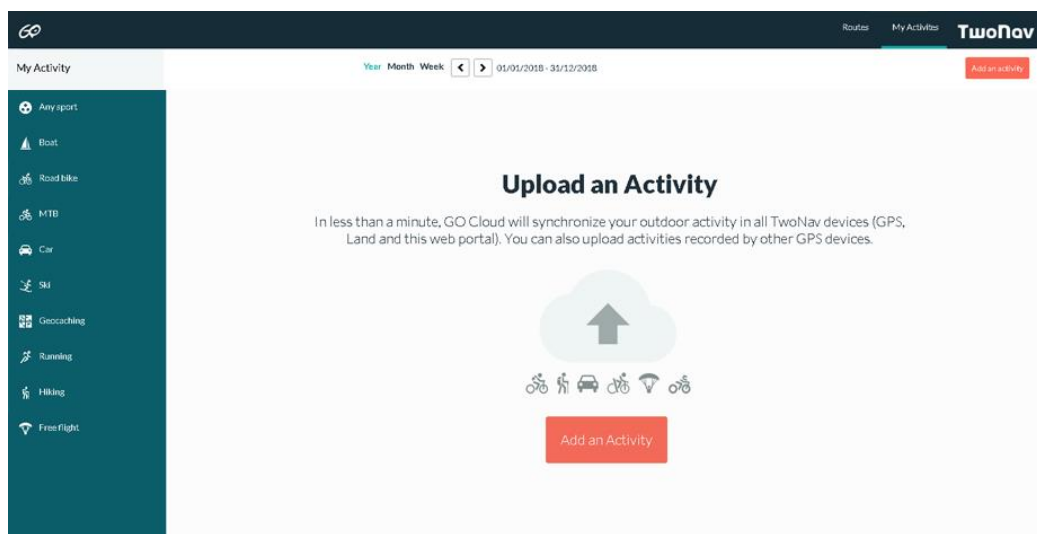 GO
Routes
My Activites
TwoNav
My Activity
Year Month Week
01/01/2018 - 31/12/2018
Add an activity
Any sport
Boat
Road bike
MTB
Car
Ski
Geocaching
Running
Hiking
Free flight
Upload an Activity
In less than a minute, GO Cloud will synchronize your outdoor activity in all TwoNav devices (GPS,
Land and this web portal). You can also upload activities recorded by other GPS devices.
Add an Activity